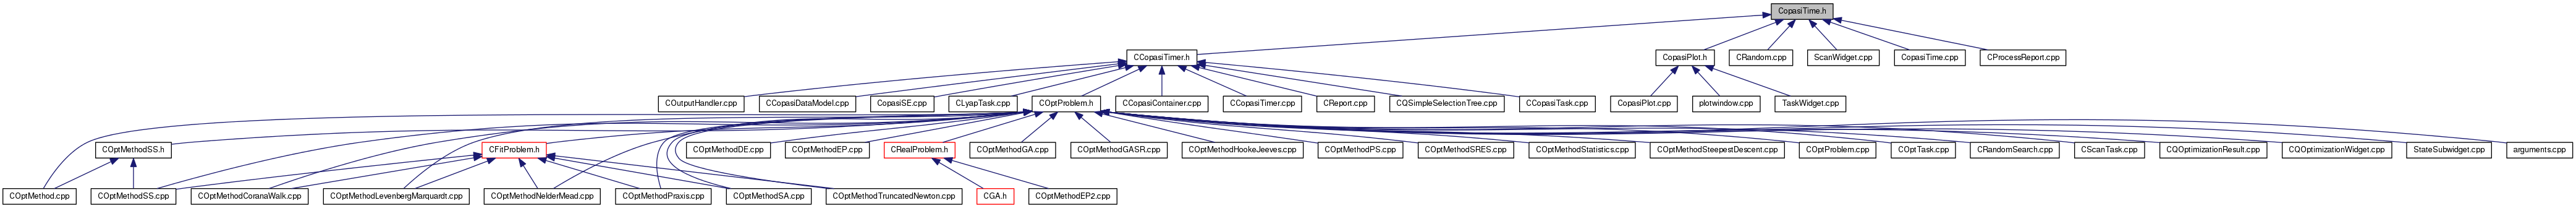 CopasiTime.h
CCopasiTimer.h
CopasiPlot.h
CRandom.cpp
ScanWidget.cpp
CopasiTime.cpp
CProcessReport.cpp
COutputHandler.cpp
CCopasiDataModel.cpp
CopasiSE.cpp
CLyapTask.cpp
COptProblem.h
CCopasiContainer.cpp
CCopasiTimer.cpp
CReport.cpp
CQSimpleSelectionTree.cpp
CCopasiTask.cpp
CopasiPlot.cpp
plotwindow.cpp
TaskWidget.cpp
COptMethodSS.h
CFitProblem.h
COptMethodDE.cpp
COptMethodEP.cpp
CRealProblem.h
COptMethodGA.cpp
COptMethodGASR.cpp
COptMethodHookeJeeves.cpp
COptMethodPS.cpp
COptMethodSRES.cpp
COptMethodStatistics.cpp
COptMethodSteepestDescent.cpp
COptProblem.cpp
COptTask.cpp
CRandomSearch.cpp
CScanTask.cpp
CQOptimizationResult.cpp
CQOptimizationWidget.cpp
StateSubwidget.cpp
arguments.cpp
COptMethod.cpp
COptMethodSS.cpp
COptMethodCoranaWalk.cpp
COptMethodLevenbergMarquardt.cpp
COptMethodNelderMead.cpp
COptMethodPraxis.cpp
COptMethodSA.cpp
COptMethodTruncatedNewton.cpp
CGA.h
COptMethodEP2.cpp